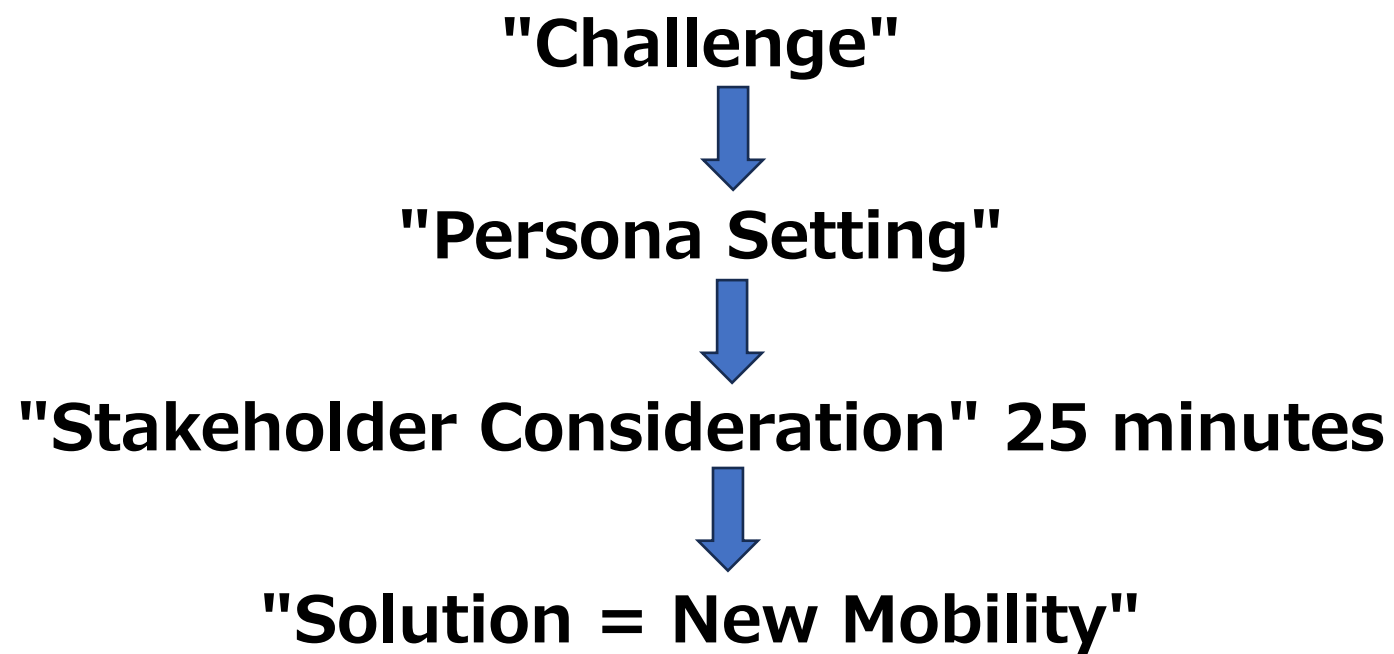 "Challenge"
"Persona Setting"
"Stakeholder Consideration" 25 minutes
"Solution = New Mobility"